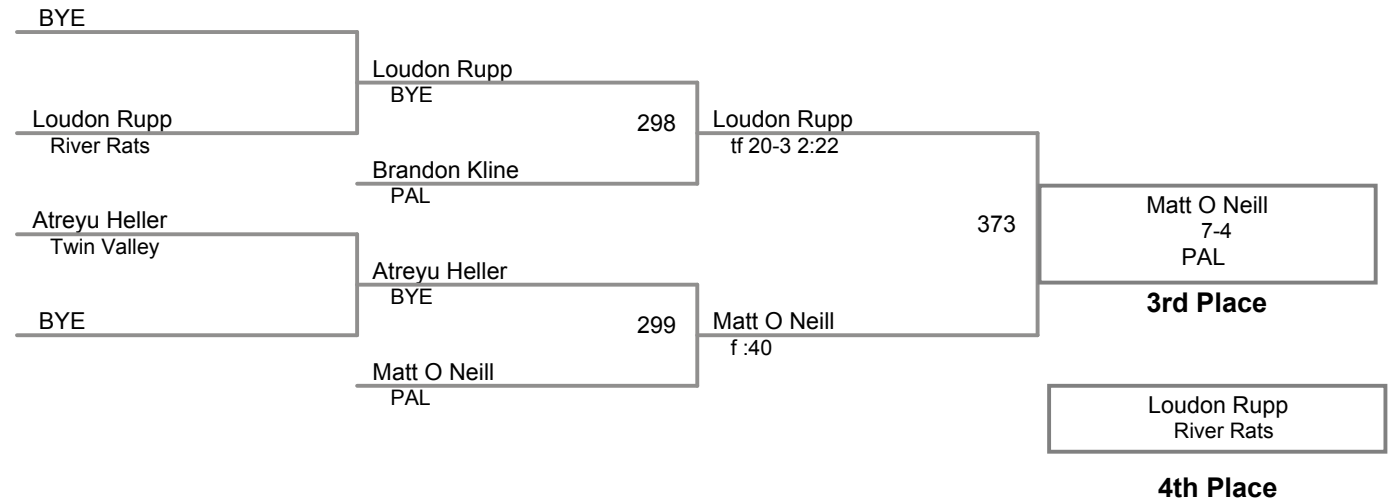 BYE
Loudon Rupp
River Rats
Atreyu Heller
Twin Valley
BYE
Loudon Rupp
BYE
298
Brandon Kline
PAL
Atreyu Heller
BYE
299
Matt O Neill
PAL
Loudon Rupp
tf 20-3 2:22
373
Matt O Neill
f :40
Matt O Neill
7-4
PAL
3rd Place
Loudon Rupp
River Rats
4th Place